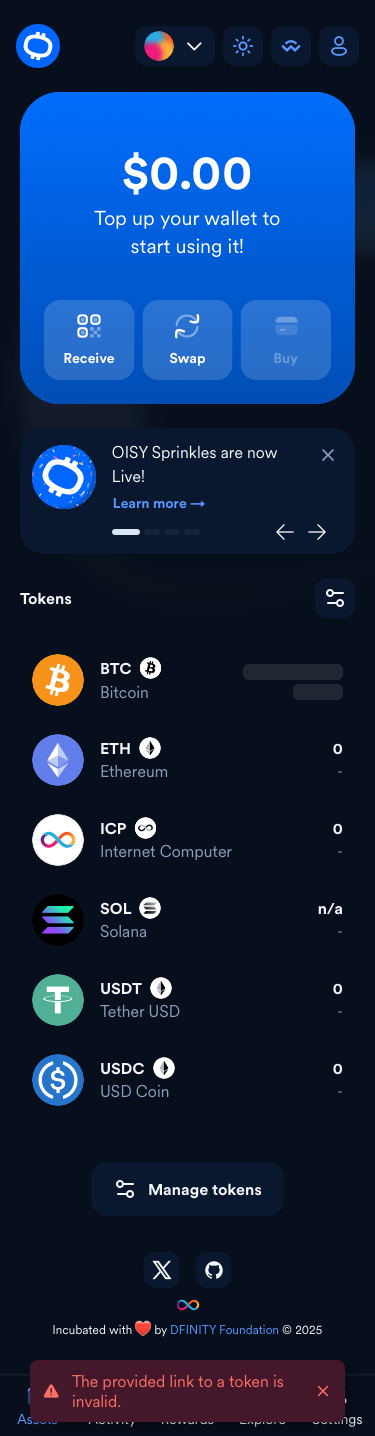 $0.00
Top up your wallet to
start using it!
Receive
Swap
Buy
OISY Sprinkles are now
Live!
Learn more →
Tokens
BTC
Bitcoin
ETH
0
Ethereum
-
ICP
0
Internet Computer
-
SOL
n/a
Solana
-
USDT
0
Tether USD
-
USDC
0
USD Coin
-
Manage tokens
Incubated with ❤️ by DFINITY Foundation © 2025
The provided link to a token is
invalid.
Assets
Activity
Rewards
Explore
Settings